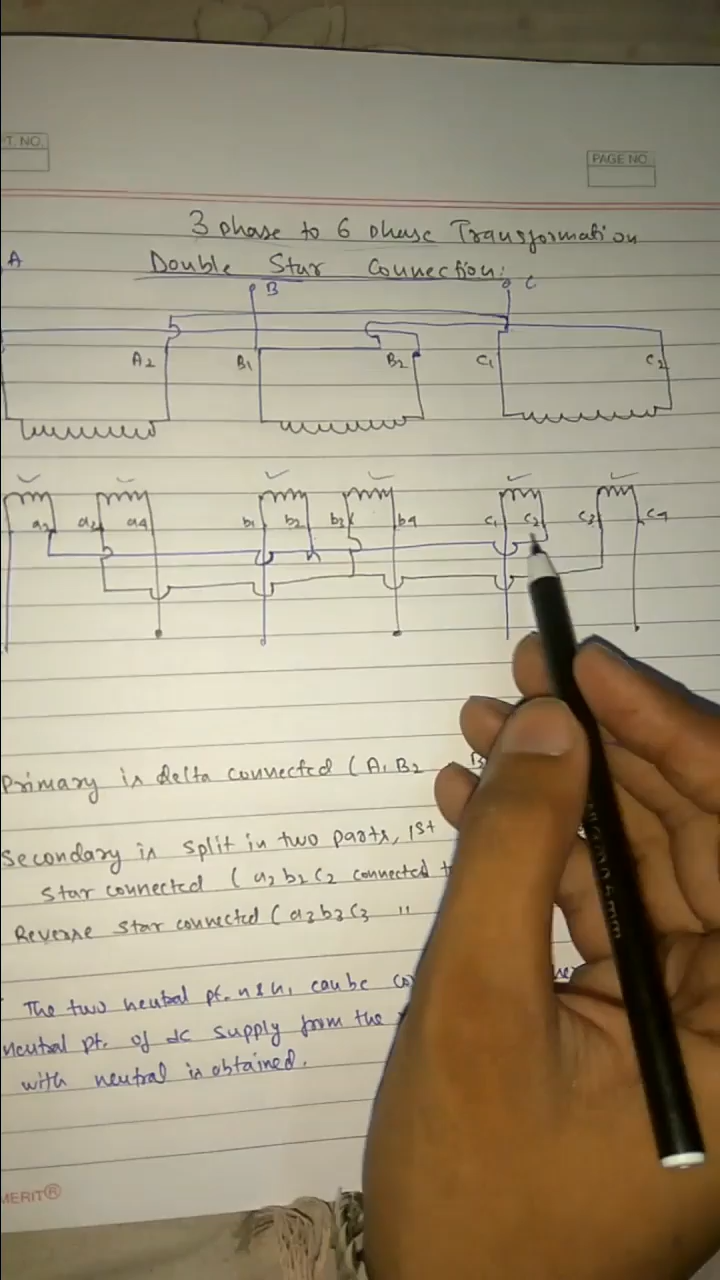 T. NO.
PAGE NO.
3 phase to 6 phase Transformation
Double Star Connection:
A B C
A2 B1 B2 C1 C2
a2 a3 a4 b1 b2 b3 b4 c1 c2 c3 c4
Primary is delta connected (A1 B2 B
Secondary is split in two parts, 1st
star connected (a2 b2 c2 connected t
Reverse star connected (a3 b3 c3 "
The two neutral pt. n & n1 can be co
neutral pt. of dc supply from the
with neutral is obtained.
MERIT®